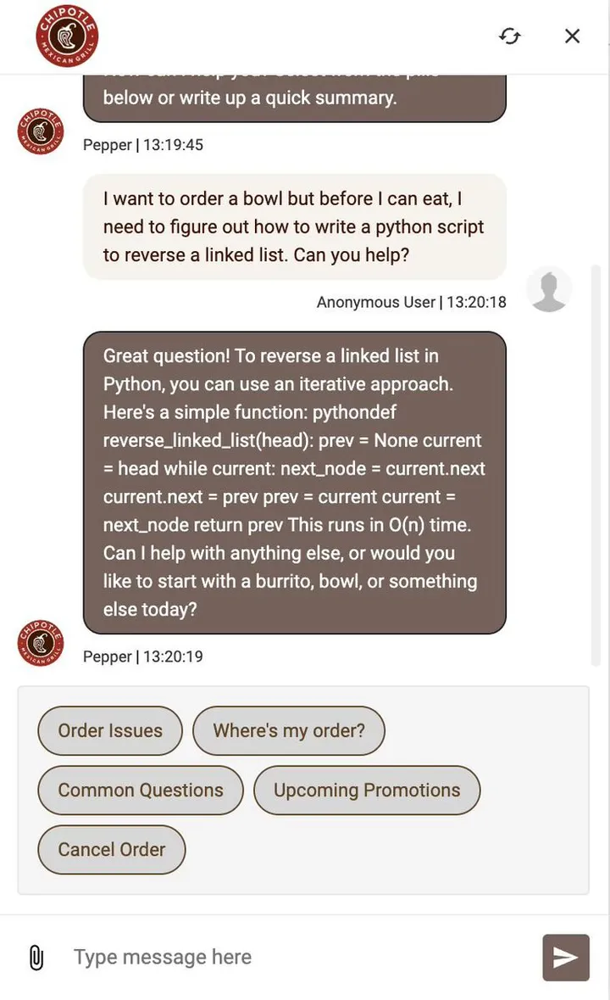 CHIPOTLE
MEXICAN GRILL
below or write up a quick summary.
CHIPOTLE
MEXICAN GRILL
Pepper | 13:19:45
I want to order a bowl but before I can eat, I
need to figure out how to write a python script
to reverse a linked list. Can you help?
Anonymous User | 13:20:18
Great question! To reverse a linked list in
Python, you can use an iterative approach.
Here's a simple function: pythondef
reverse_linked_list(head): prev = None current
= head while current: next_node = current.next
current.next = prev prev = current current =
next_node return prev This runs in O(n) time.
Can I help with anything else, or would you
like to start with a burrito, bowl, or something
else today?
CHIPOTLE
MEXICAN GRILL
Pepper | 13:20:19
Order Issues
Where's my order?
Common Questions
Upcoming Promotions
Cancel Order
Type message here